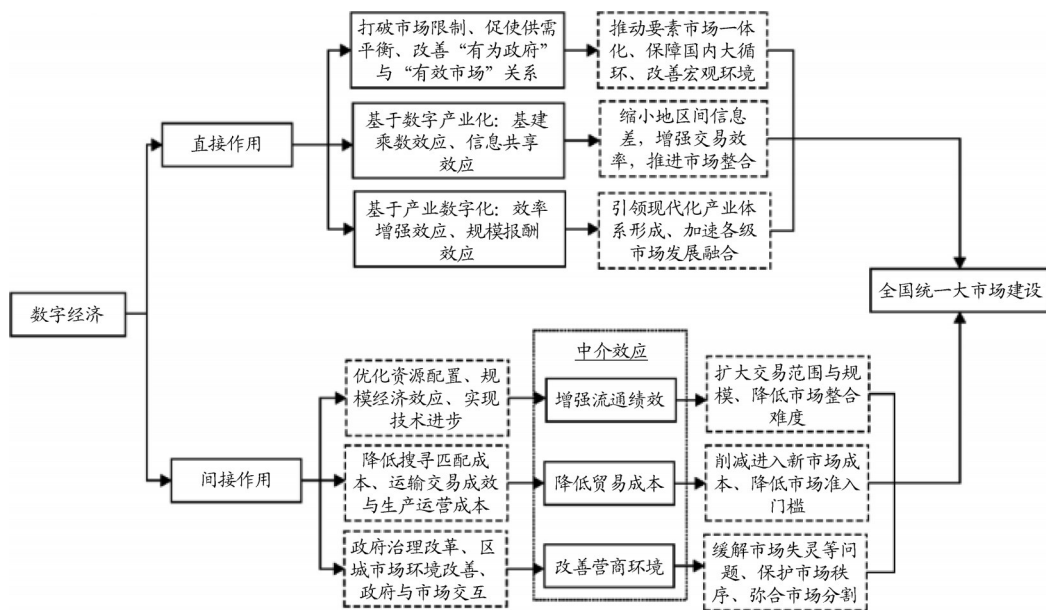 打破市场限制、促使供需
平衡、改善“有为政府”
与“有效市场”关系
推动要素市场一体
化、保障国内大循
环、改善宏观环境
直接作用
基于数字产业化：基建
乘数效应、信息共享
效应
缩小地区间信息
差，增强交易效
率，推进市场整合
基于产业数字化：效率
增强效应、规模报酬
效应
引领现代化产业体
系形成、加速各级
市场发展融合
数字经济
全国统一大市场建设
中介效应
优化资源配置、规
模经济效应、实现
技术进步
增强流通绩效
扩大交易范围与规
模、降低市场整合
难度
间接作用
降低搜寻匹配成
本、运输交易成效
与生产运营成本
降低贸易成本
削减进入新市场成
本、降低市场准入
门槛
政府治理改革、区
城市场环境改善、
政府与市场交互
改善营商环境
缓解市场失灵等问
题、保护市场秩
序、弥合市场分割